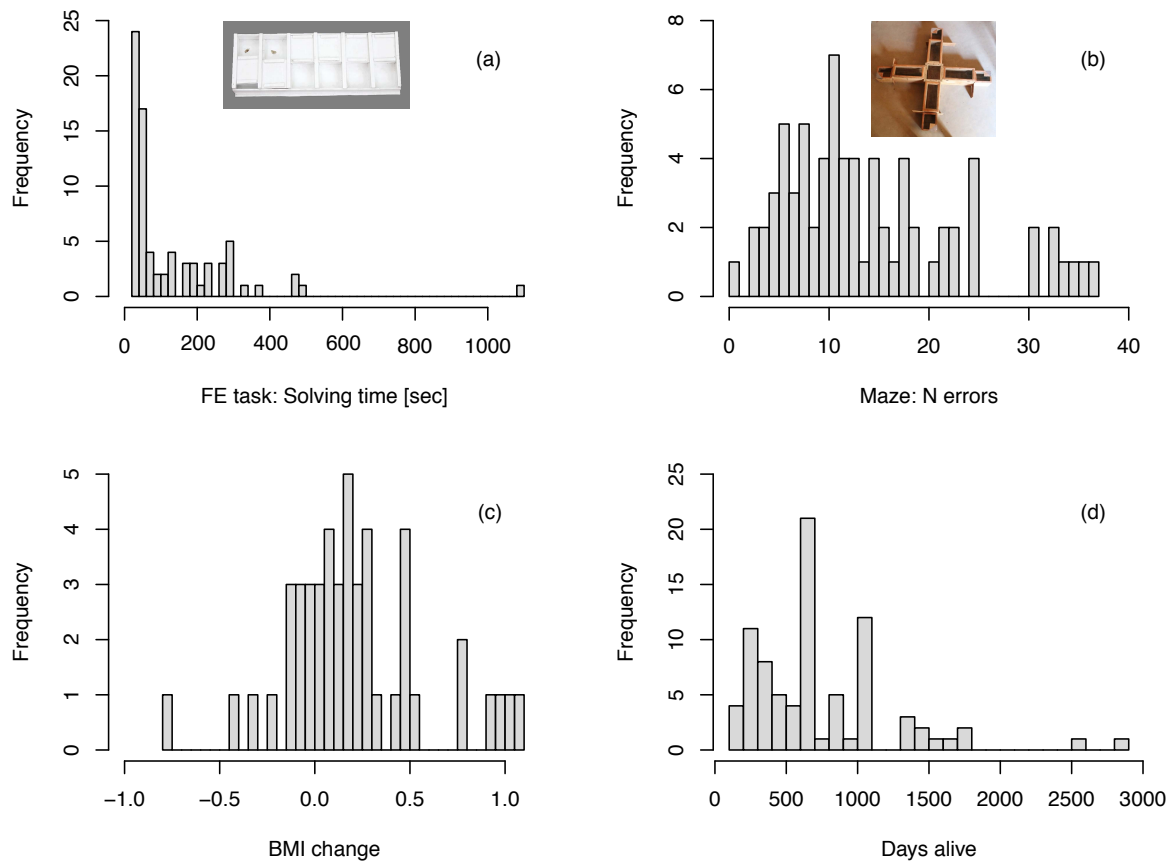 (a)
Frequency
0 5 10 15 20 25
0 200 400 600 800 1000
FE task: Solving time [sec]
(b)
Frequency
0 2 4 6 8
0 10 20 30 40
Maze: N errors
(c)
Frequency
0 1 2 3 4 5
−1.0 −0.5 0.0 0.5 1.0
BMI change
(d)
Frequency
0 5 10 15 20 25
0 500 1000 1500 2000 2500 3000
Days alive